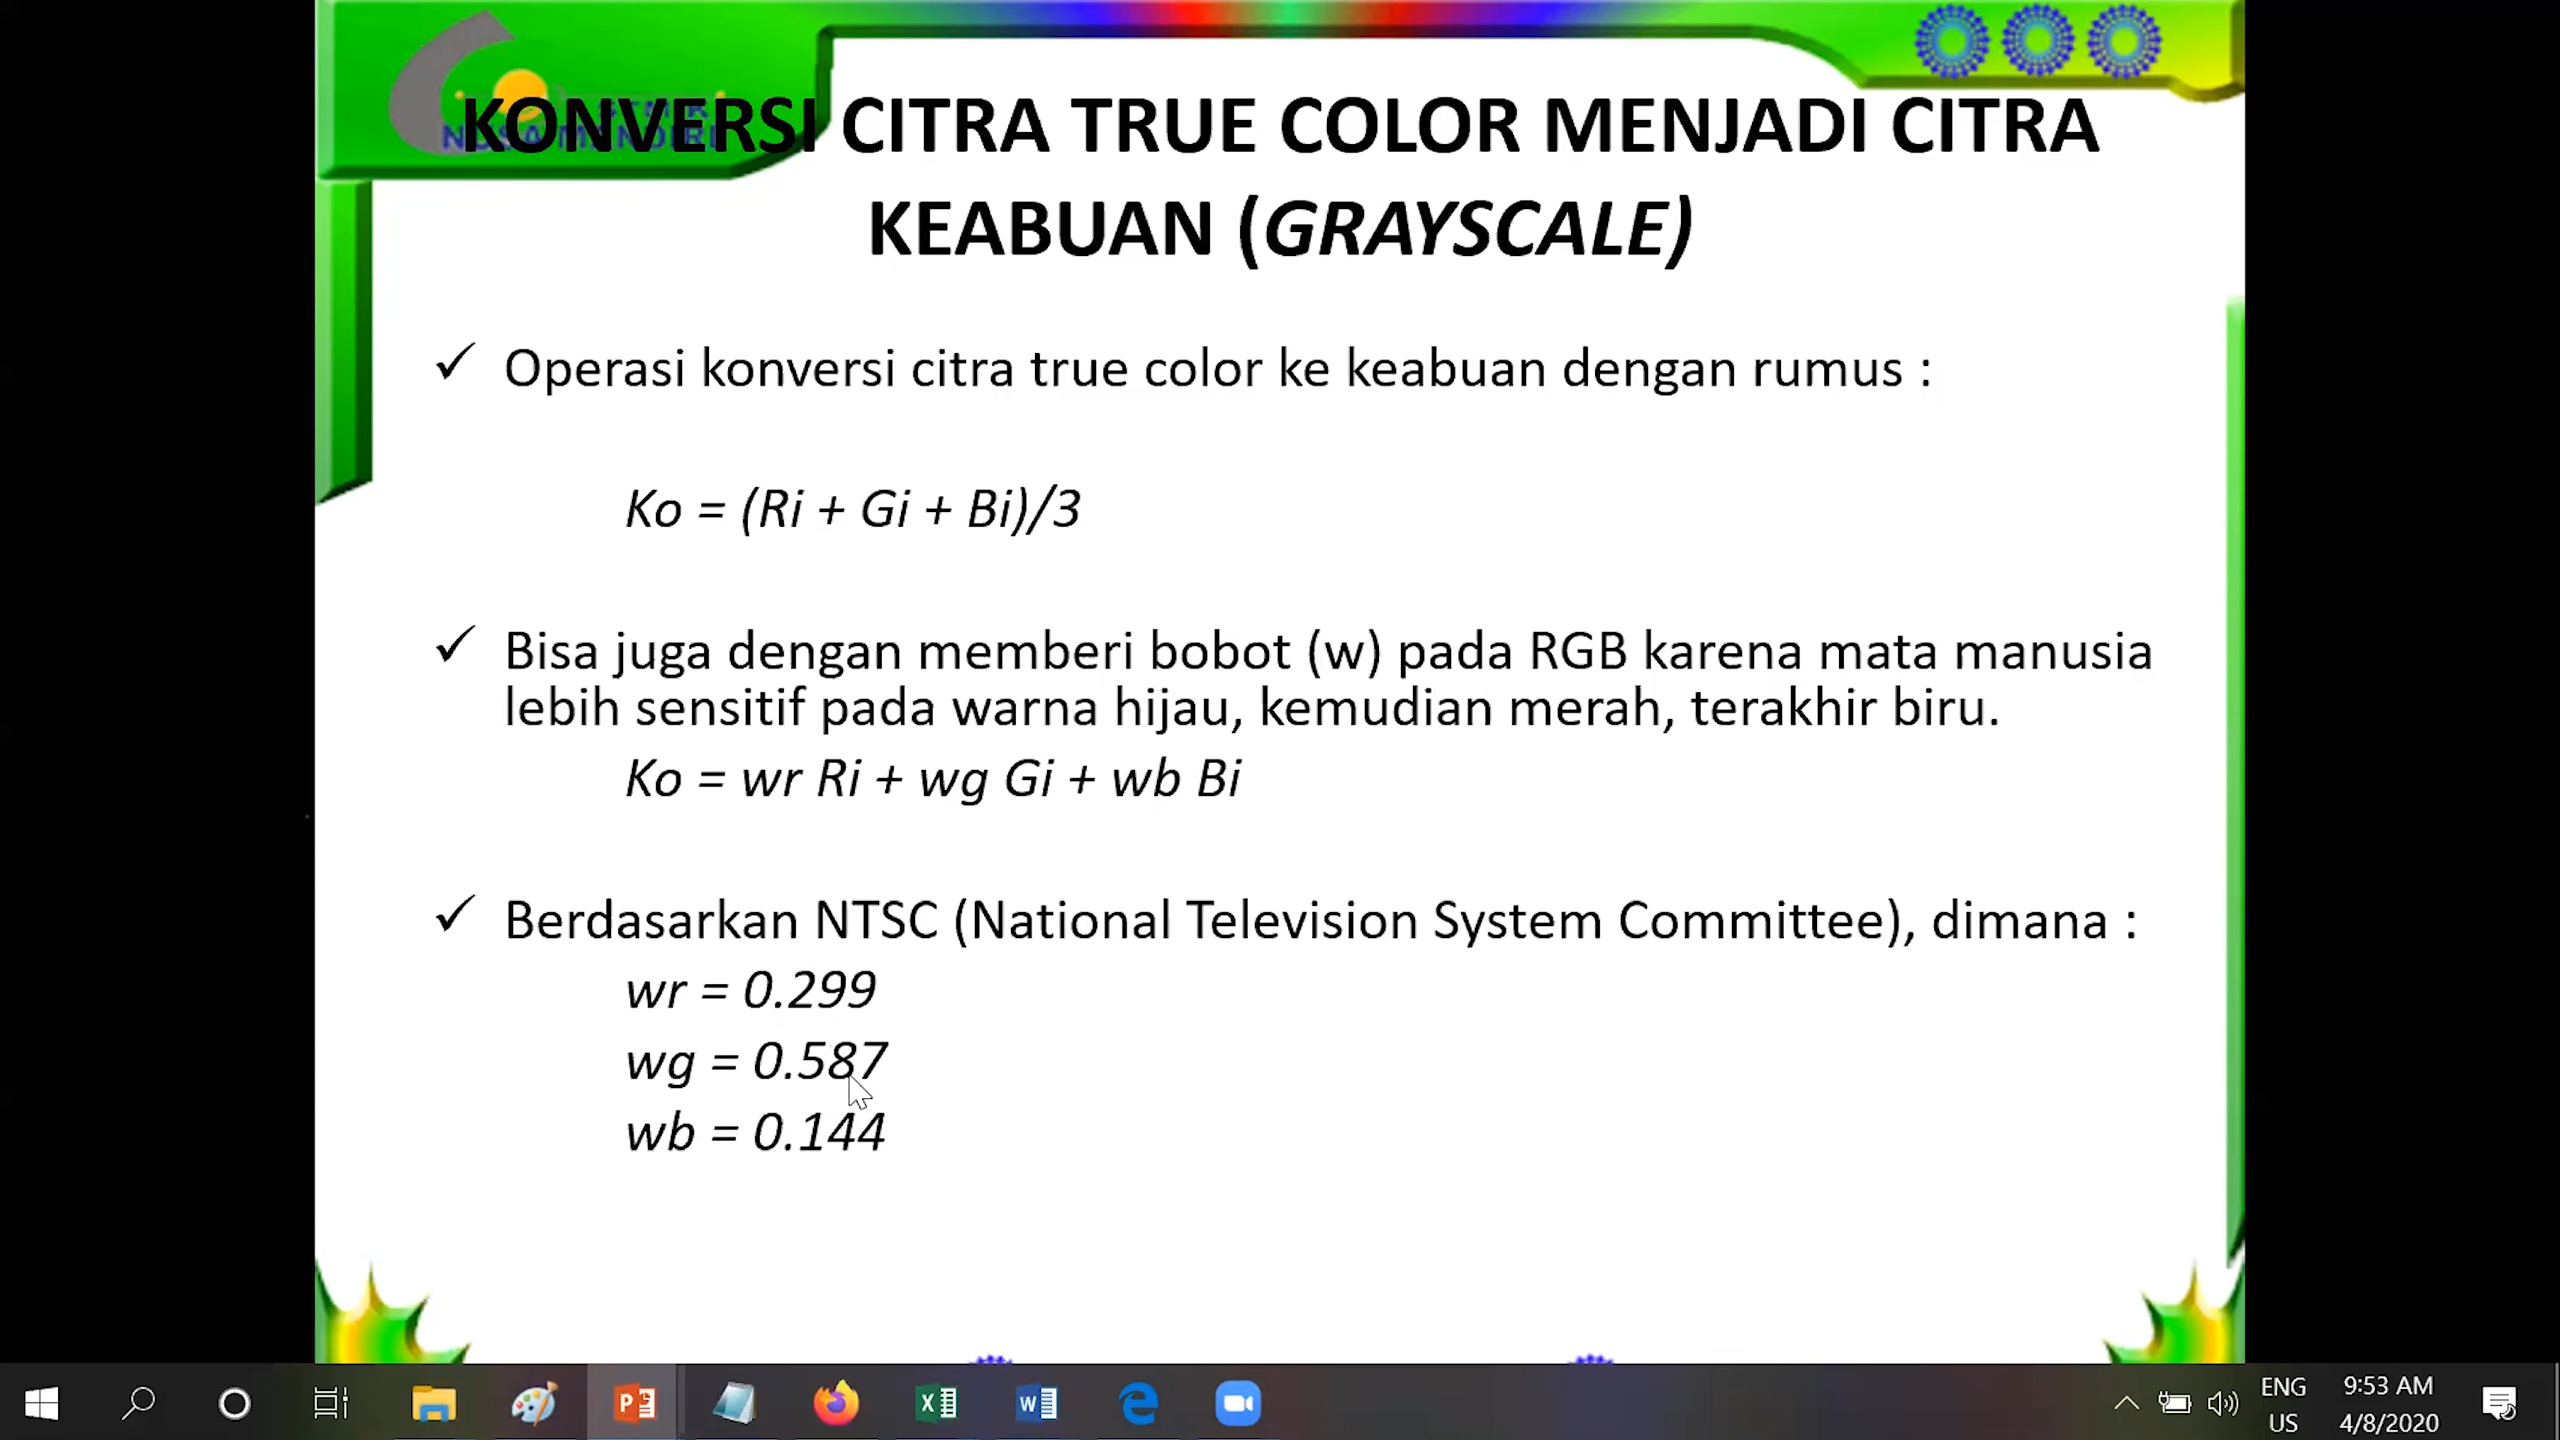 KONVERSI CITRA TRUE COLOR MENJADI CITRA
KEABUAN (GRAYSCALE)
✓ Operasi konversi citra true color ke keabuan dengan rumus :
Ko = (Ri + Gi + Bi)/3
✓ Bisa juga dengan memberi bobot (w) pada RGB karena mata manusia
lebih sensitif pada warna hijau, kemudian merah, terakhir biru.
Ko = wr Ri + wg Gi + wb Bi
✓ Berdasarkan NTSC (National Television System Committee), dimana :
wr = 0.299
wg = 0.587
wb = 0.144
ENG
US
9:53 AM
4/8/2020